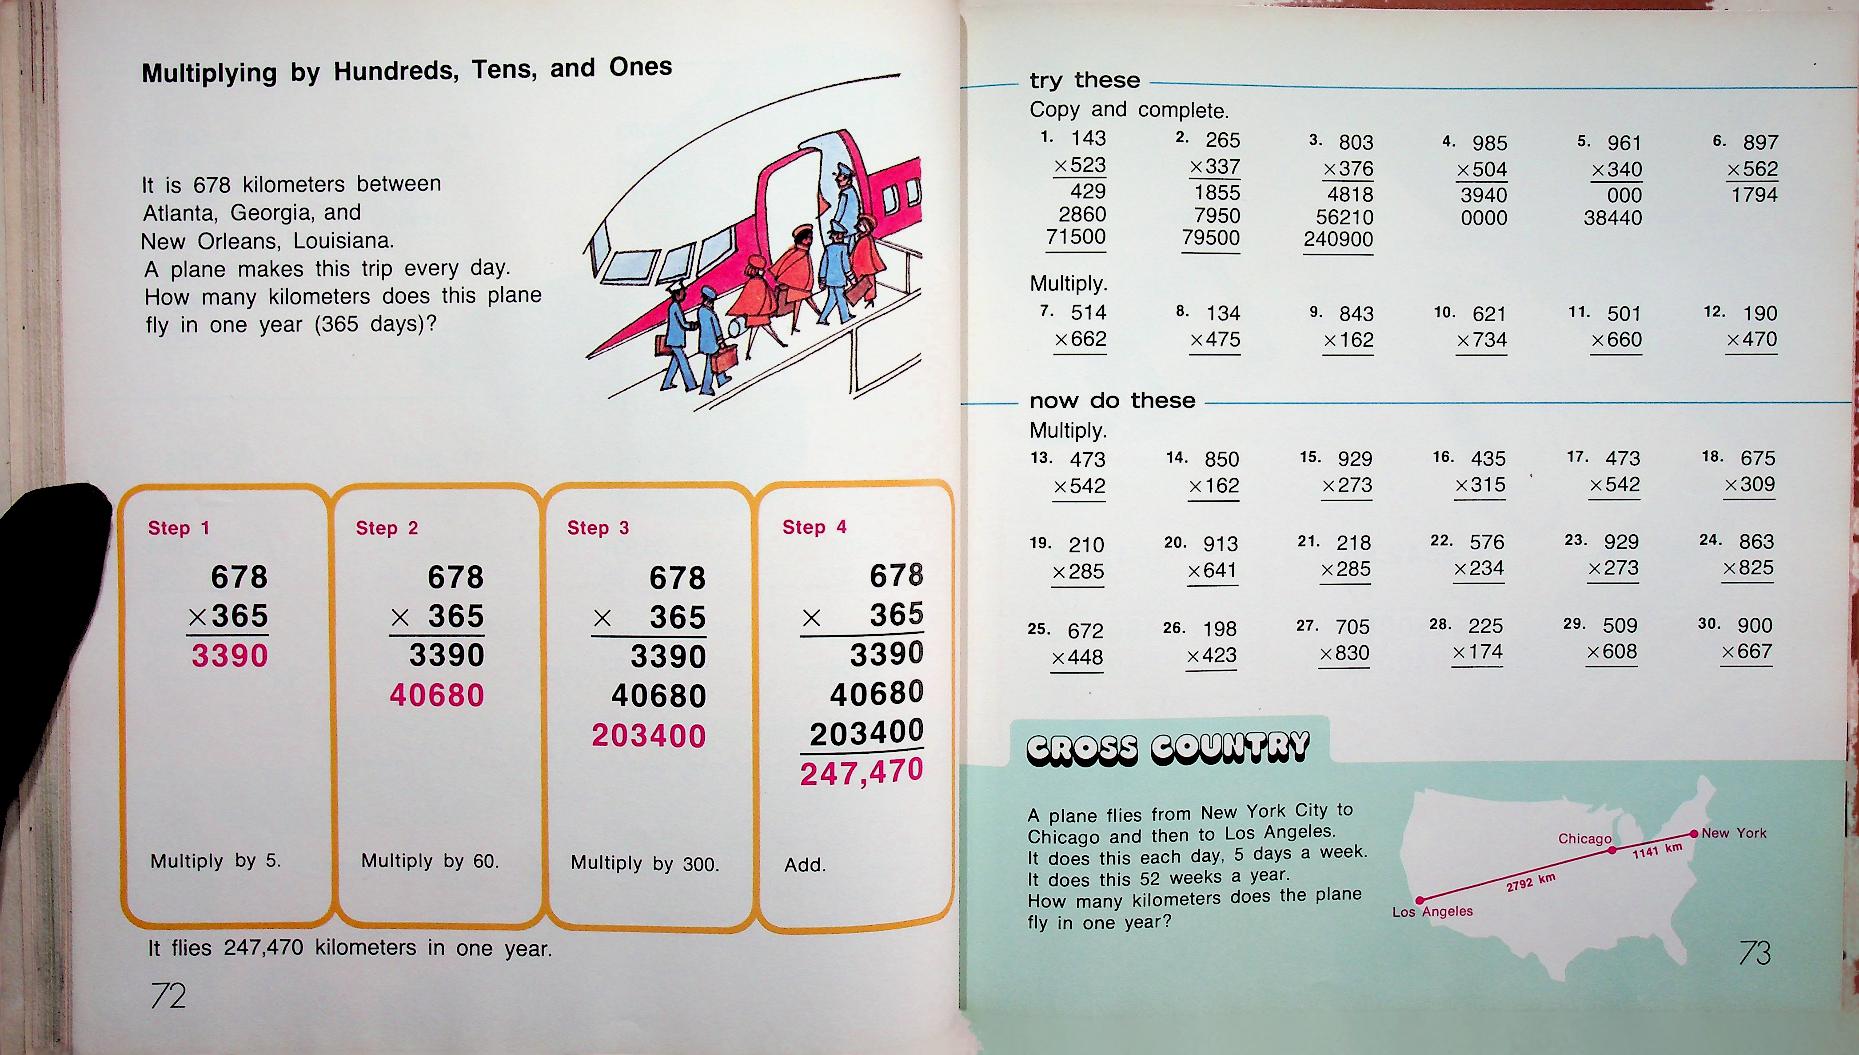 Multiplying by Hundreds, Tens, and Ones
It is 678 kilometers between
Atlanta, Georgia, and
New Orleans, Louisiana.
A plane makes this trip every day.
How many kilometers does this plane
fly in one year (365 days)?
Step 1
678
×365
3390
Multiply by 5.
Step 2
678
× 365
3390
40680
Multiply by 60.
Step 3
678
× 365
3390
40680
203400
Multiply by 300.
Step 4
678
× 365
3390
40680
203400
247,470
Add.
It flies 247,470 kilometers in one year.
72
try these
Copy and complete.
1. 143
×523
429
2860
71500
2. 265
×337
1855
7950
79500
3. 803
×376
4818
56210
240900
4. 985
×504
3940
0000
5. 961
×340
000
38440
6. 897
×562
1794
Multiply.
7. 514
×662
8. 134
×475
9. 843
×162
10. 621
×734
11. 501
×660
12. 190
×470
now do these
Multiply.
13. 473
×542
14. 850
×162
15. 929
×273
16. 435
×315
17. 473
×542
18. 675
×309
19. 210
×285
20. 913
×641
21. 218
×285
22. 576
×234
23. 929
×273
24. 863
×825
25. 672
×448
26. 198
×423
27. 705
×830
28. 225
×174
29. 509
×608
30. 900
×667
CROSS COUNTRY
A plane flies from New York City to
Chicago and then to Los Angeles.
It does this each day, 5 days a week.
It does this 52 weeks a year.
How many kilometers does the plane
fly in one year?
Chicago
New York
1141 km
2792 km
Los Angeles
73